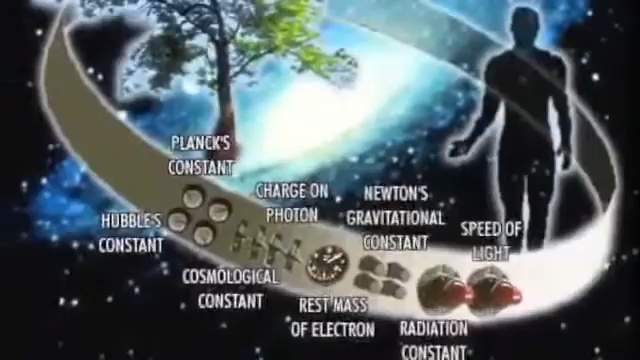 PLANCK'S
CONSTANT
CHARGE ON
PHOTON
NEWTON'S
GRAVITATIONAL
CONSTANT
HUBBLE'S
CONSTANT
SPEED OF
LIGHT
COSMOLOGICAL
CONSTANT
REST MASS
OF ELECTRON
RADIATION
CONSTANT